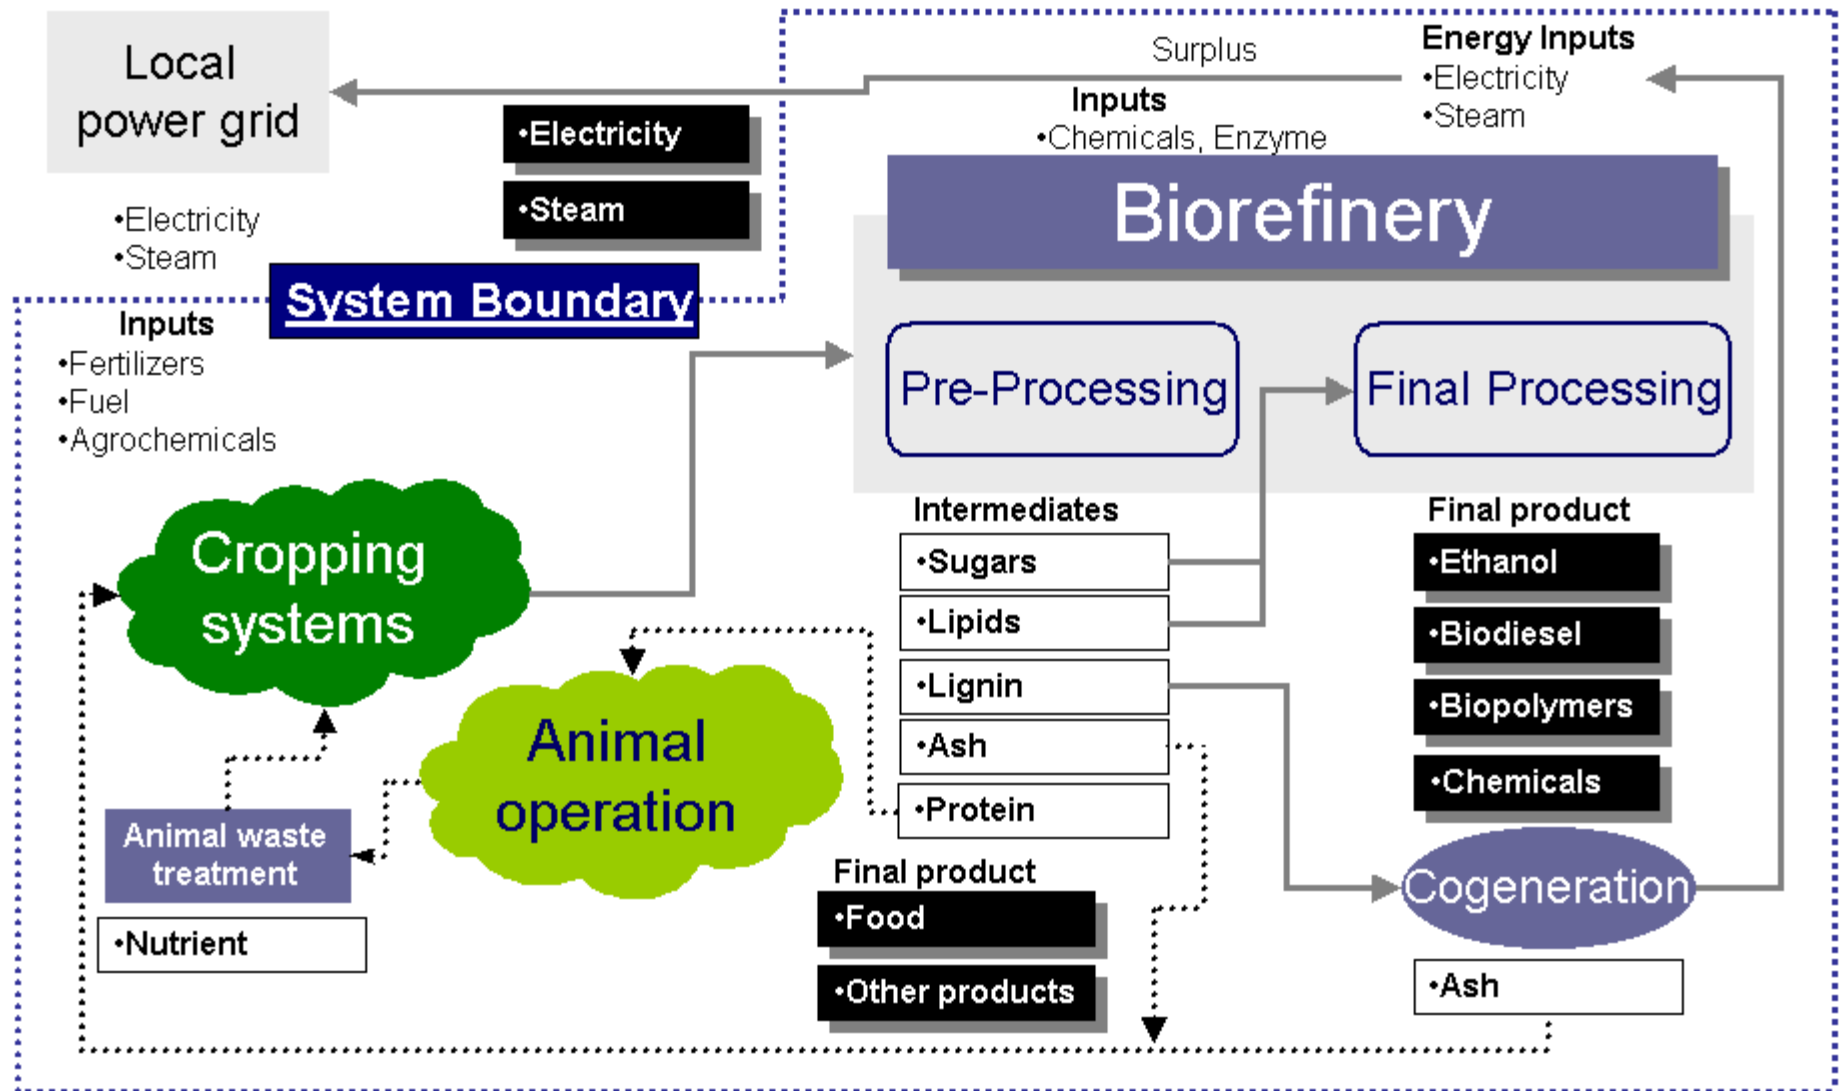 Local
power grid
Surplus
Energy Inputs
•Electricity
•Steam
Inputs
•Chemicals, Enzyme
•Electricity
•Steam
Biorefinery
•Electricity
•Steam
System Boundary
Inputs
•Fertilizers
•Fuel
•Agrochemicals
Pre-Processing
Final Processing
Cropping
systems
Intermediates
•Sugars
•Lipids
•Lignin
•Ash
•Protein
Final product
•Ethanol
•Biodiesel
•Biopolymers
•Chemicals
Animal
operation
Animal waste
treatment
•Nutrient
Final product
•Food
•Other products
Cogeneration
•Ash